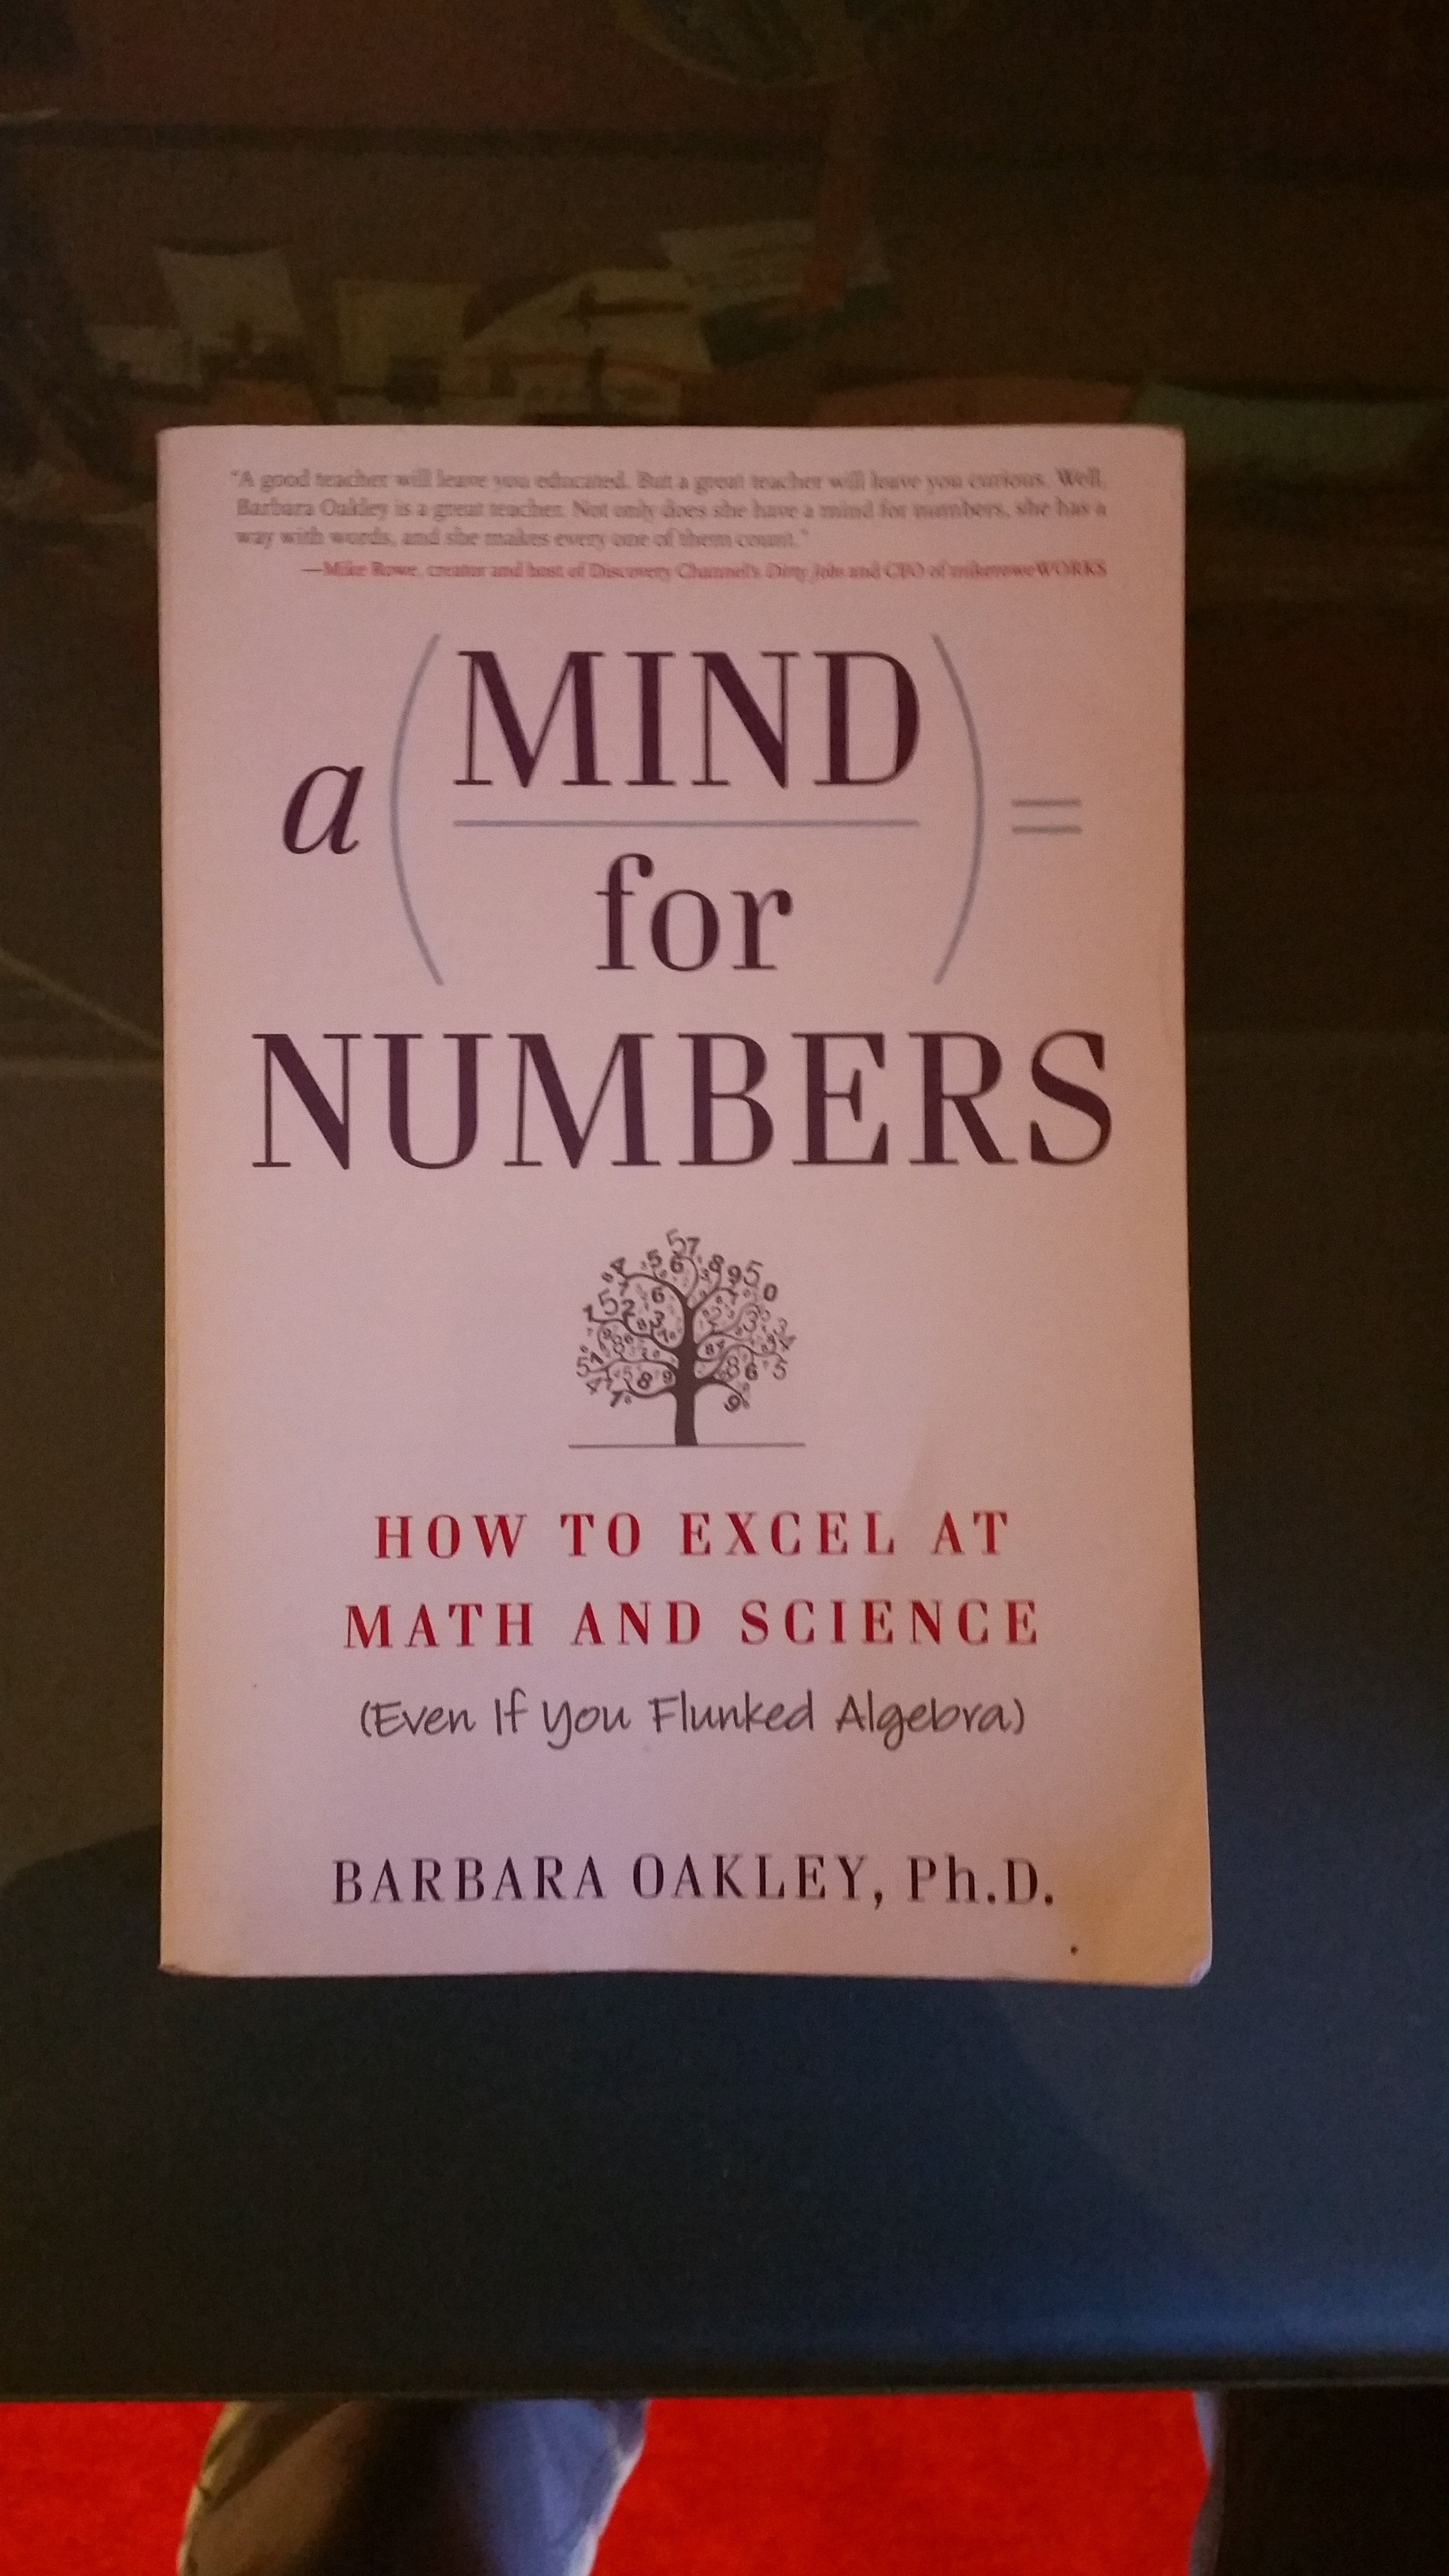 "A good teacher will leave you educated. But a great teacher will leave you curious. Well,
Barbara Oakley is a great teacher. Not only does she have a mind for numbers, she has a
way with words, and she makes every one of them count."
—Mike Rowe, creator and host of Discovery Channel's Dirty Jobs and CEO of mikeroweWORKS
a (MIND) =
for
NUMBERS
HOW TO EXCEL AT
MATH AND SCIENCE
(Even If You Flunked Algebra)
BARBARA OAKLEY, Ph.D.